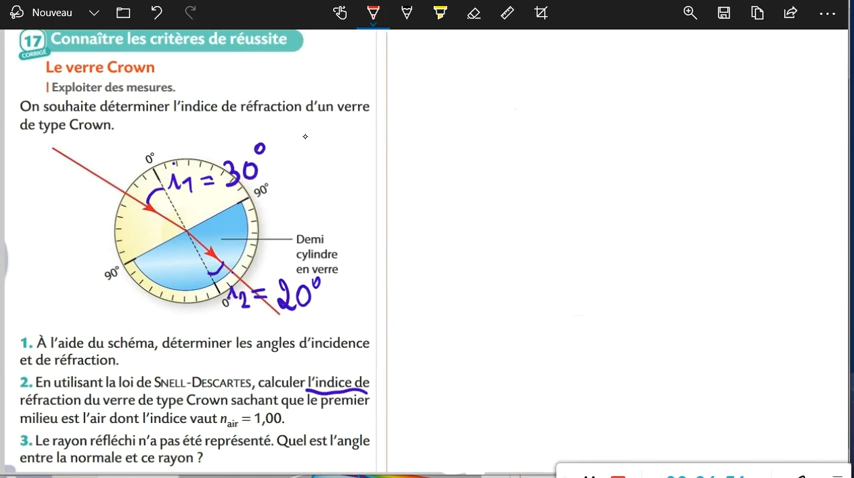 Nouveau
17 Connaître les critères de réussite
CORRIGÉ
Le verre Crown
| Exploiter des mesures.
On souhaite déterminer l'indice de réfraction d'un verre
de type Crown.
0°
i1 = 30°
90°
Demi
cylindre
en verre
90°
0°
i2 = 20°
1. À l'aide du schéma, déterminer les angles d'incidence
et de réfraction.
2. En utilisant la loi de SNELL-DESCARTES, calculer l'indice de
réfraction du verre de type Crown sachant que le premier
milieu est l'air dont l'indice vaut nair = 1,00.
3. Le rayon réfléchi n'a pas été représenté. Quel est l'angle
entre la normale et ce rayon ?